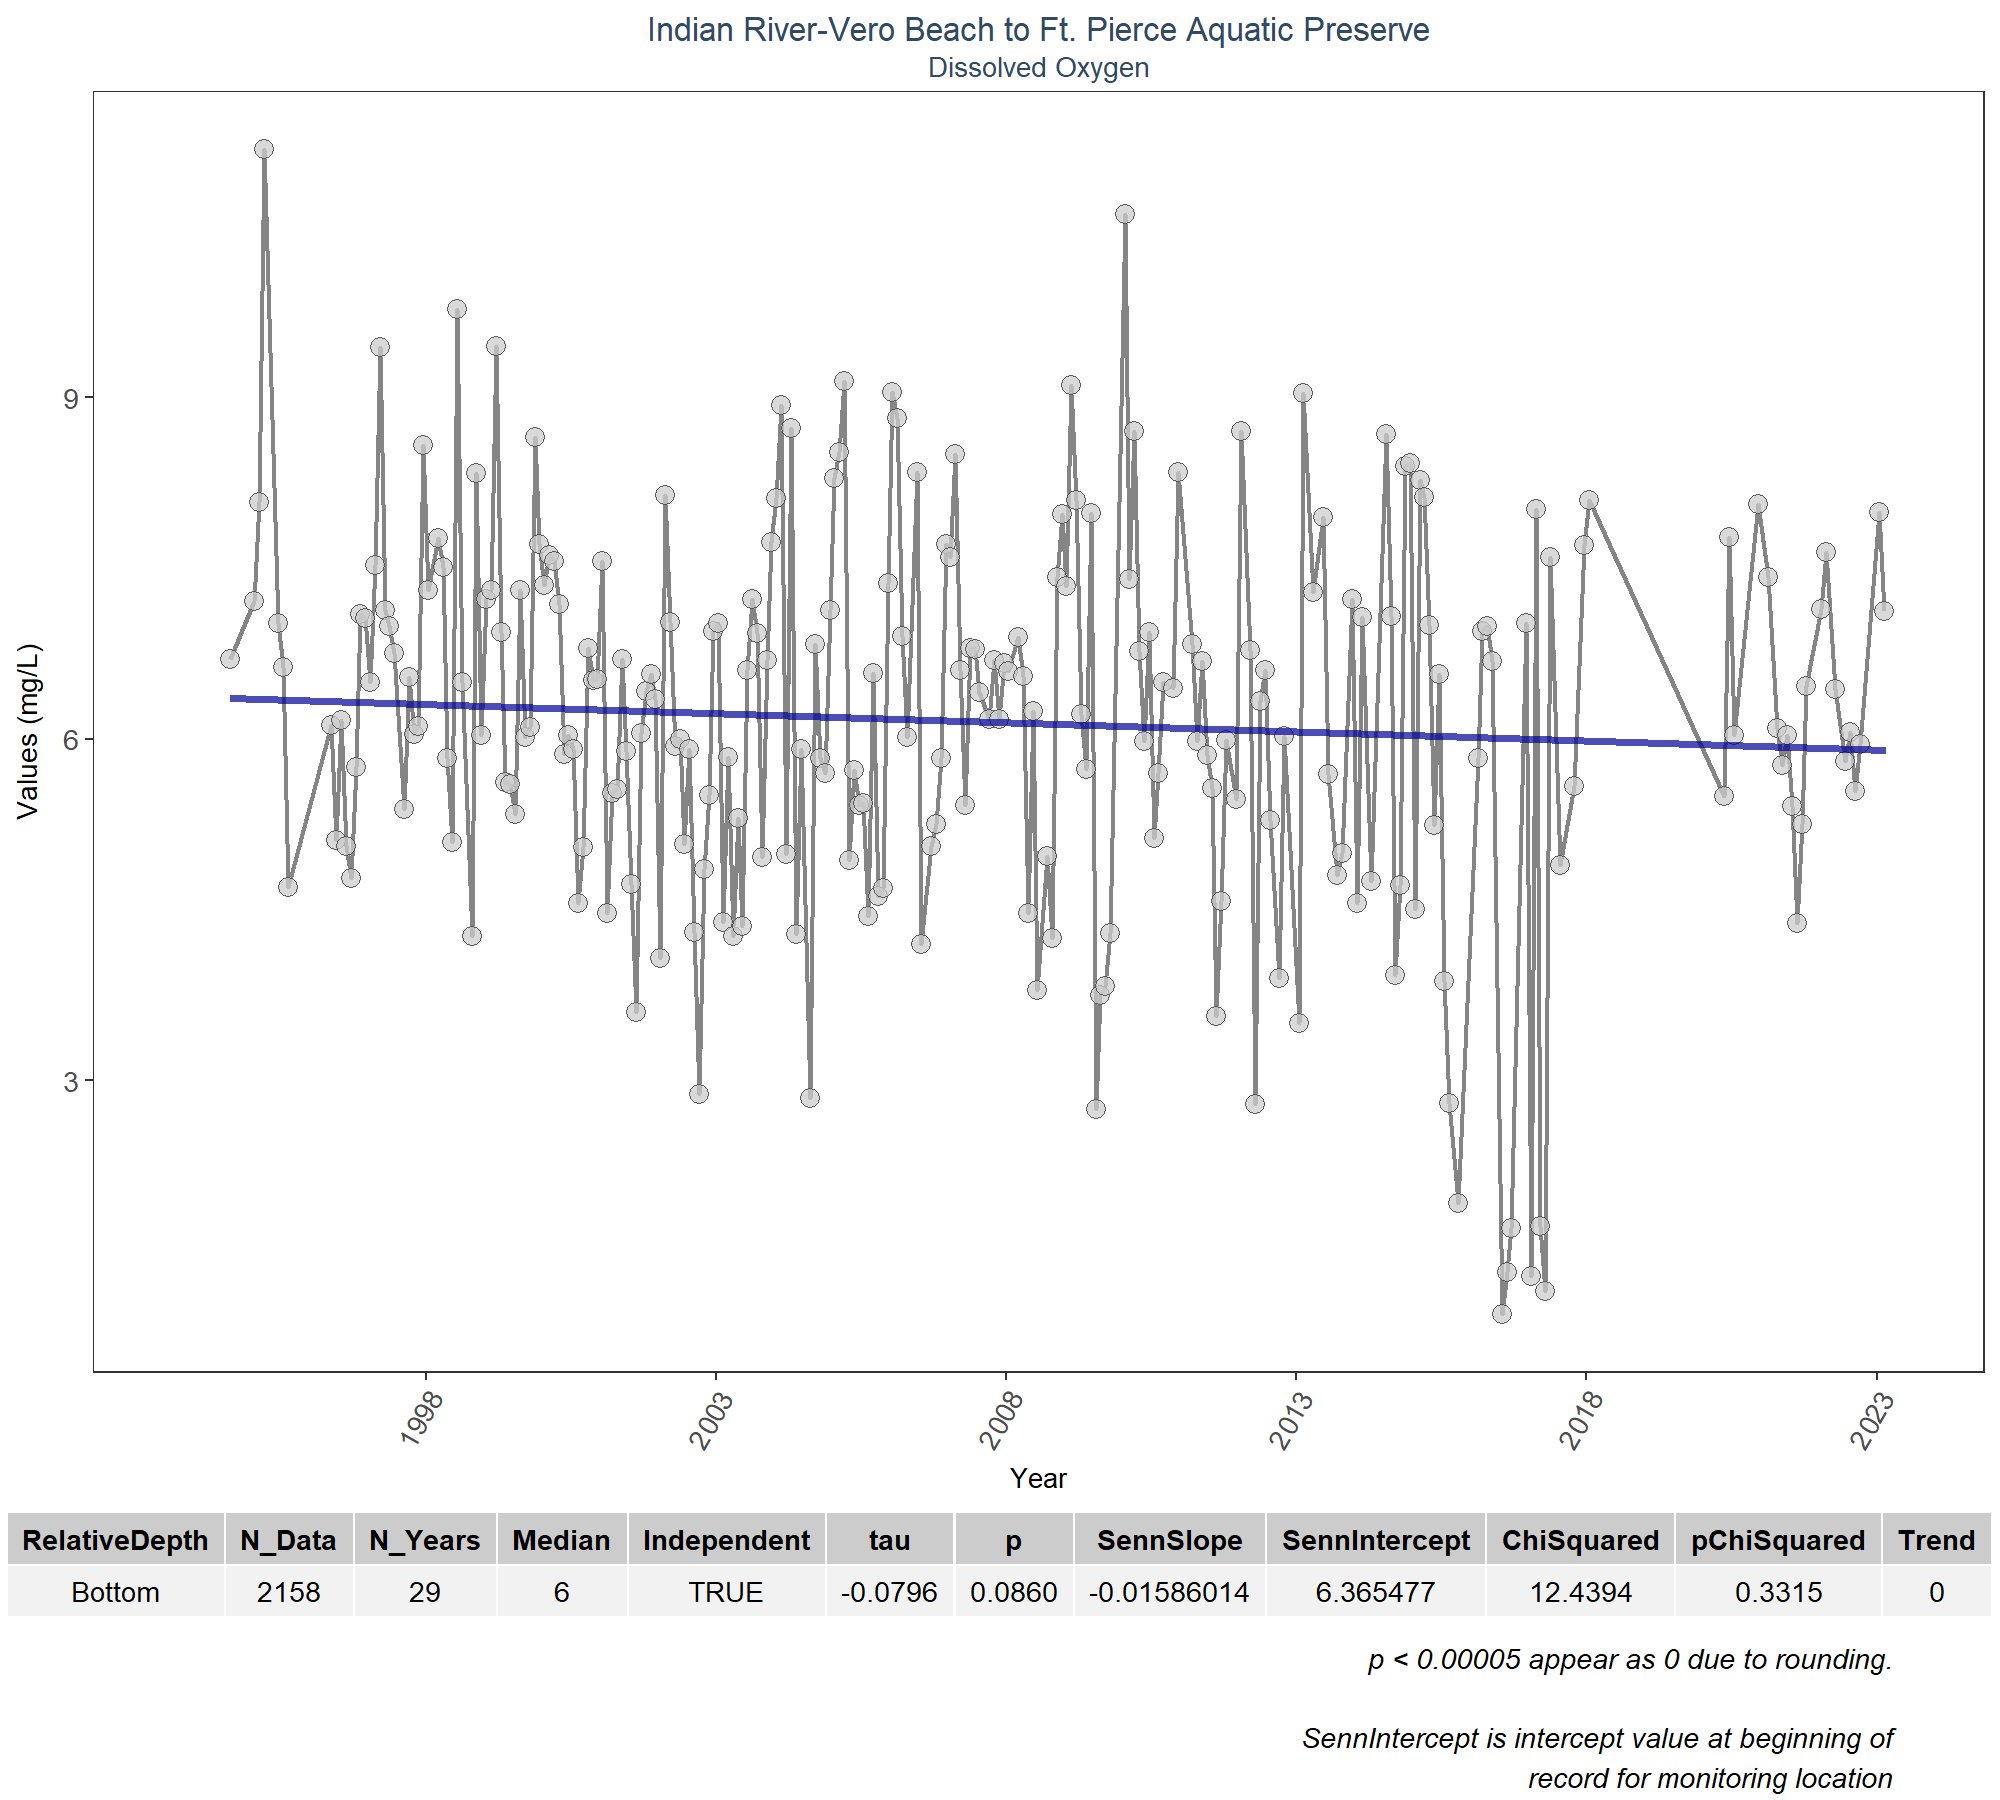 Indian River-Vero Beach to Ft. Pierce Aquatic Preserve
Dissolved Oxygen
Values (mg/L)
9
6
3
1998 2003 2008 2013 2018 2023
Year
RelativeDepth N_Data N_Years Median Independent tau p SennSlope SennIntercept ChiSquared pChiSquared Trend
Bottom 2158 29 6 TRUE -0.0796 0.0860 -0.01586014 6.365477 12.4394 0.3315 0
p < 0.00005 appear as 0 due to rounding.
SennIntercept is intercept value at beginning of
record for monitoring location